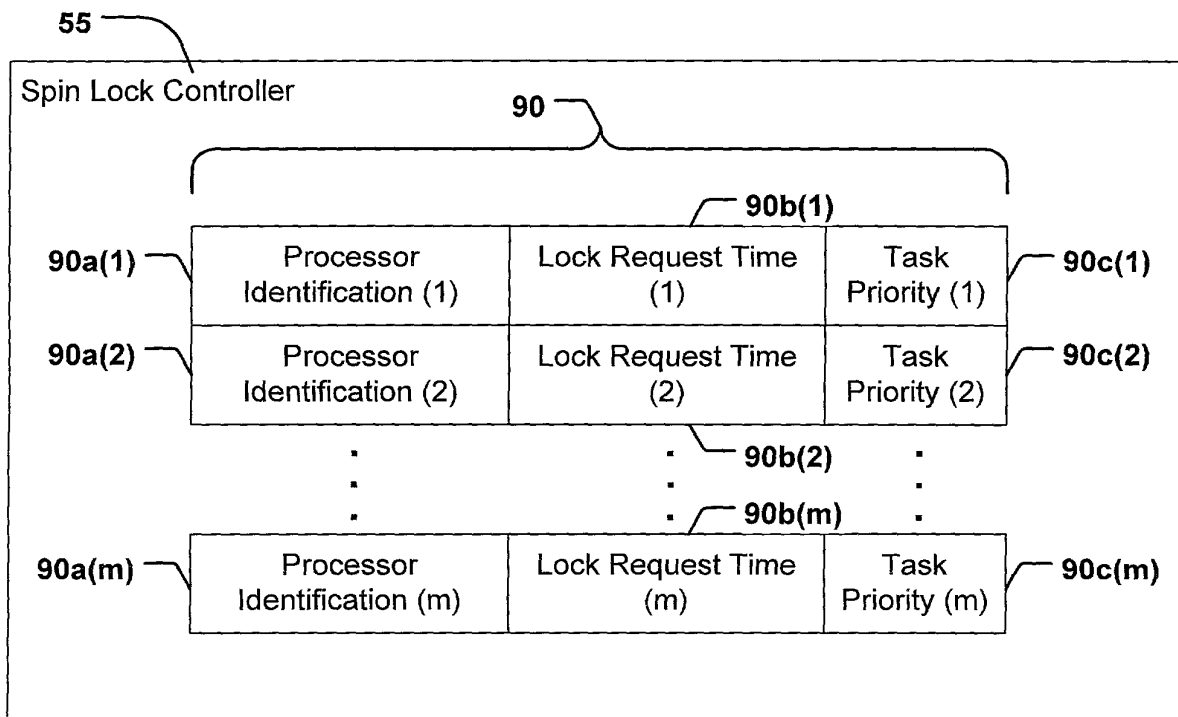 55
Spin Lock Controller
90
90b(1)
90a(1)
Processor
Identification (1)
Lock Request Time
(1)
Task
Priority (1)
90c(1)
90a(2)
Processor
Identification (2)
Lock Request Time
(2)
Task
Priority (2)
90c(2)
90b(2)
90b(m)
90a(m)
Processor
Identification (m)
Lock Request Time
(m)
Task
Priority (m)
90c(m)